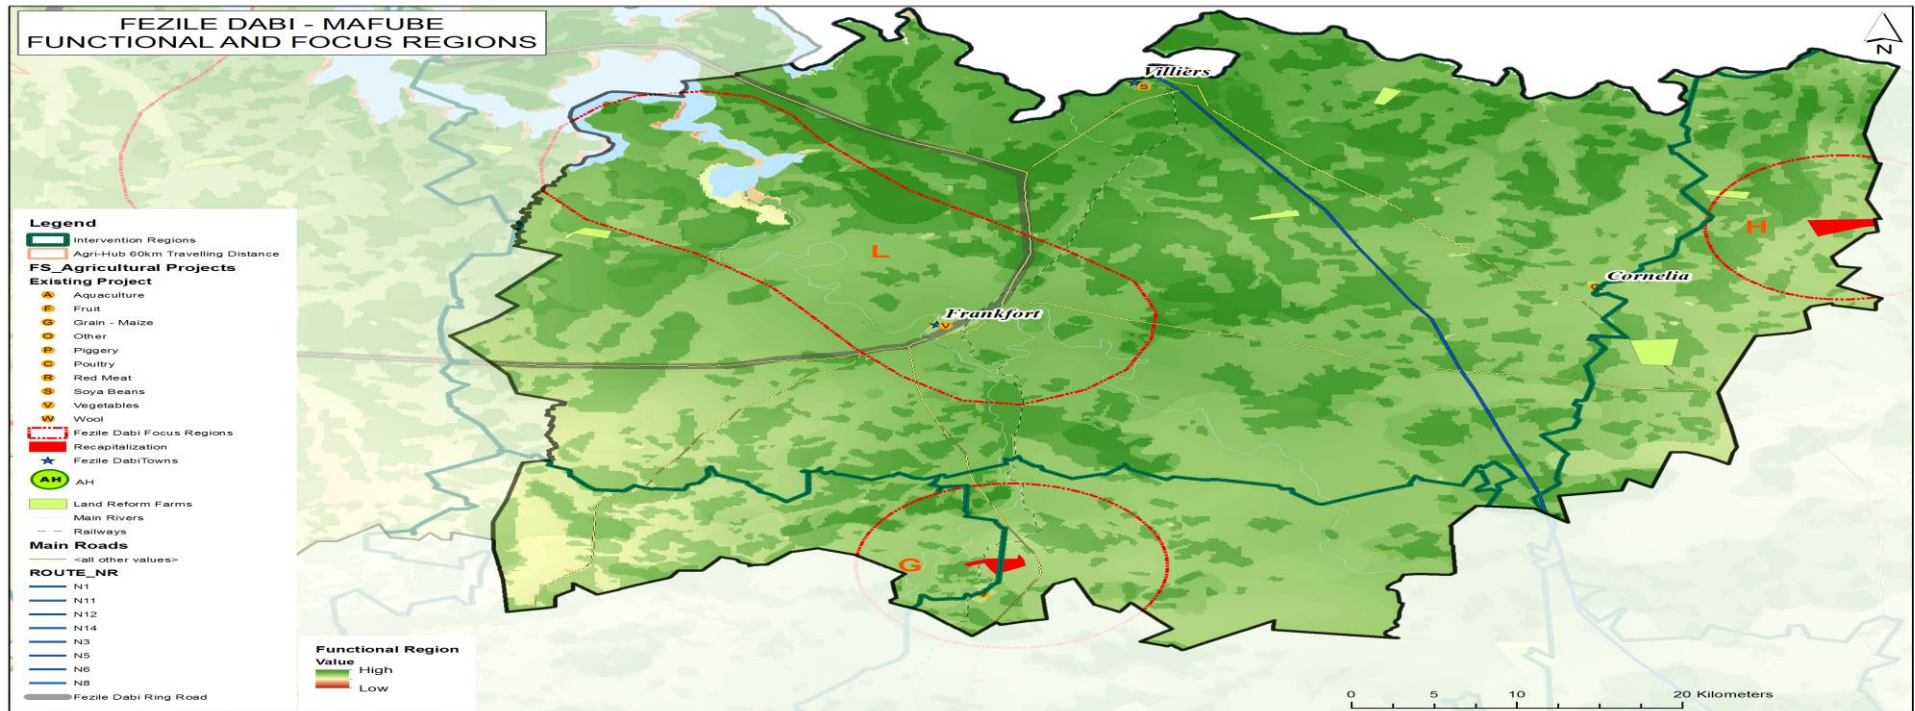 FEZILE DABI - MAFUBE
FUNCTIONAL AND FOCUS REGIONS
N
Villiers
S
H
L
Cornelia
Frankfort
V
G
Legend
Intervention Regions
Agri-Hub 60km Travelling Distance
FS_Agricultural Projects
Existing Project
A Aquaculture
F Fruit
G Grain - Maize
O Other
P Piggery
C Poultry
R Red Meat
S Soya Beans
V Vegetables
W Wool
Fezile Dabi Focus Regions
Recapitalization
Fezile DabiTowns
AH AH
Land Reform Farms
Main Rivers
Railways
Main Roads
<all other values>
ROUTE_NR
N1
N11
N12
N14
N3
N5
N6
N8
Fezile Dabi Ring Road
Functional Region
Value
High
Low
0 5 10 20 Kilometers